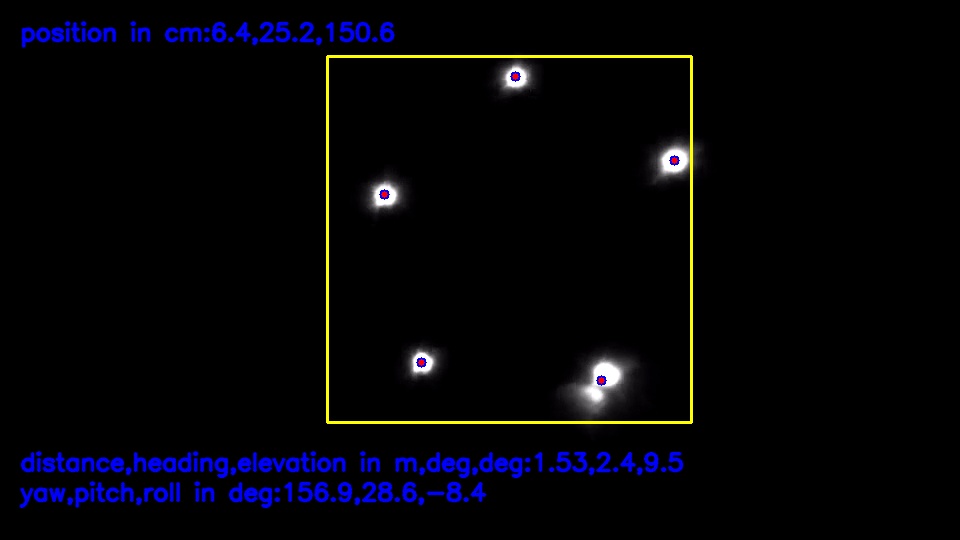 position in cm:6.4,25.2,150.6
distance,heading,elevation in m,deg,deg:1.53,2.4,9.5
yaw,pitch,roll in deg:156.9,28.6,-8.4